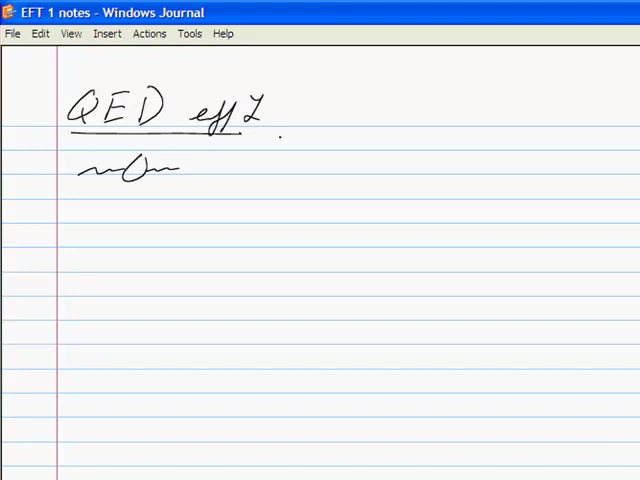 EFT 1 notes - Windows Journal
File Edit View Insert Actions Tools Help
QED eff ℒ